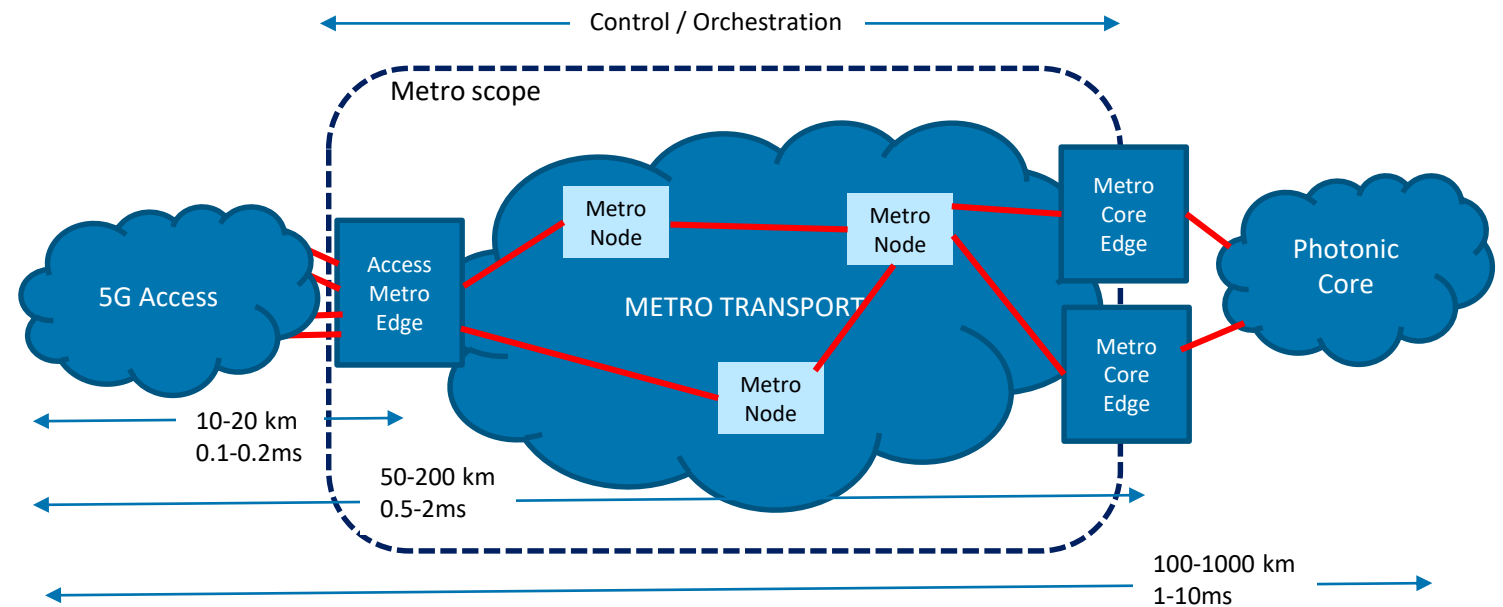 Control / Orchestration
Metro scope
5G Access
Access
Metro
Edge
Metro
Node
Metro
Node
METRO TRANSPORT
Metro
Node
Metro
Core
Edge
Metro
Core
Edge
Photonic
Core
10-20 km
0.1-0.2ms
50-200 km
0.5-2ms
100-1000 km
1-10ms